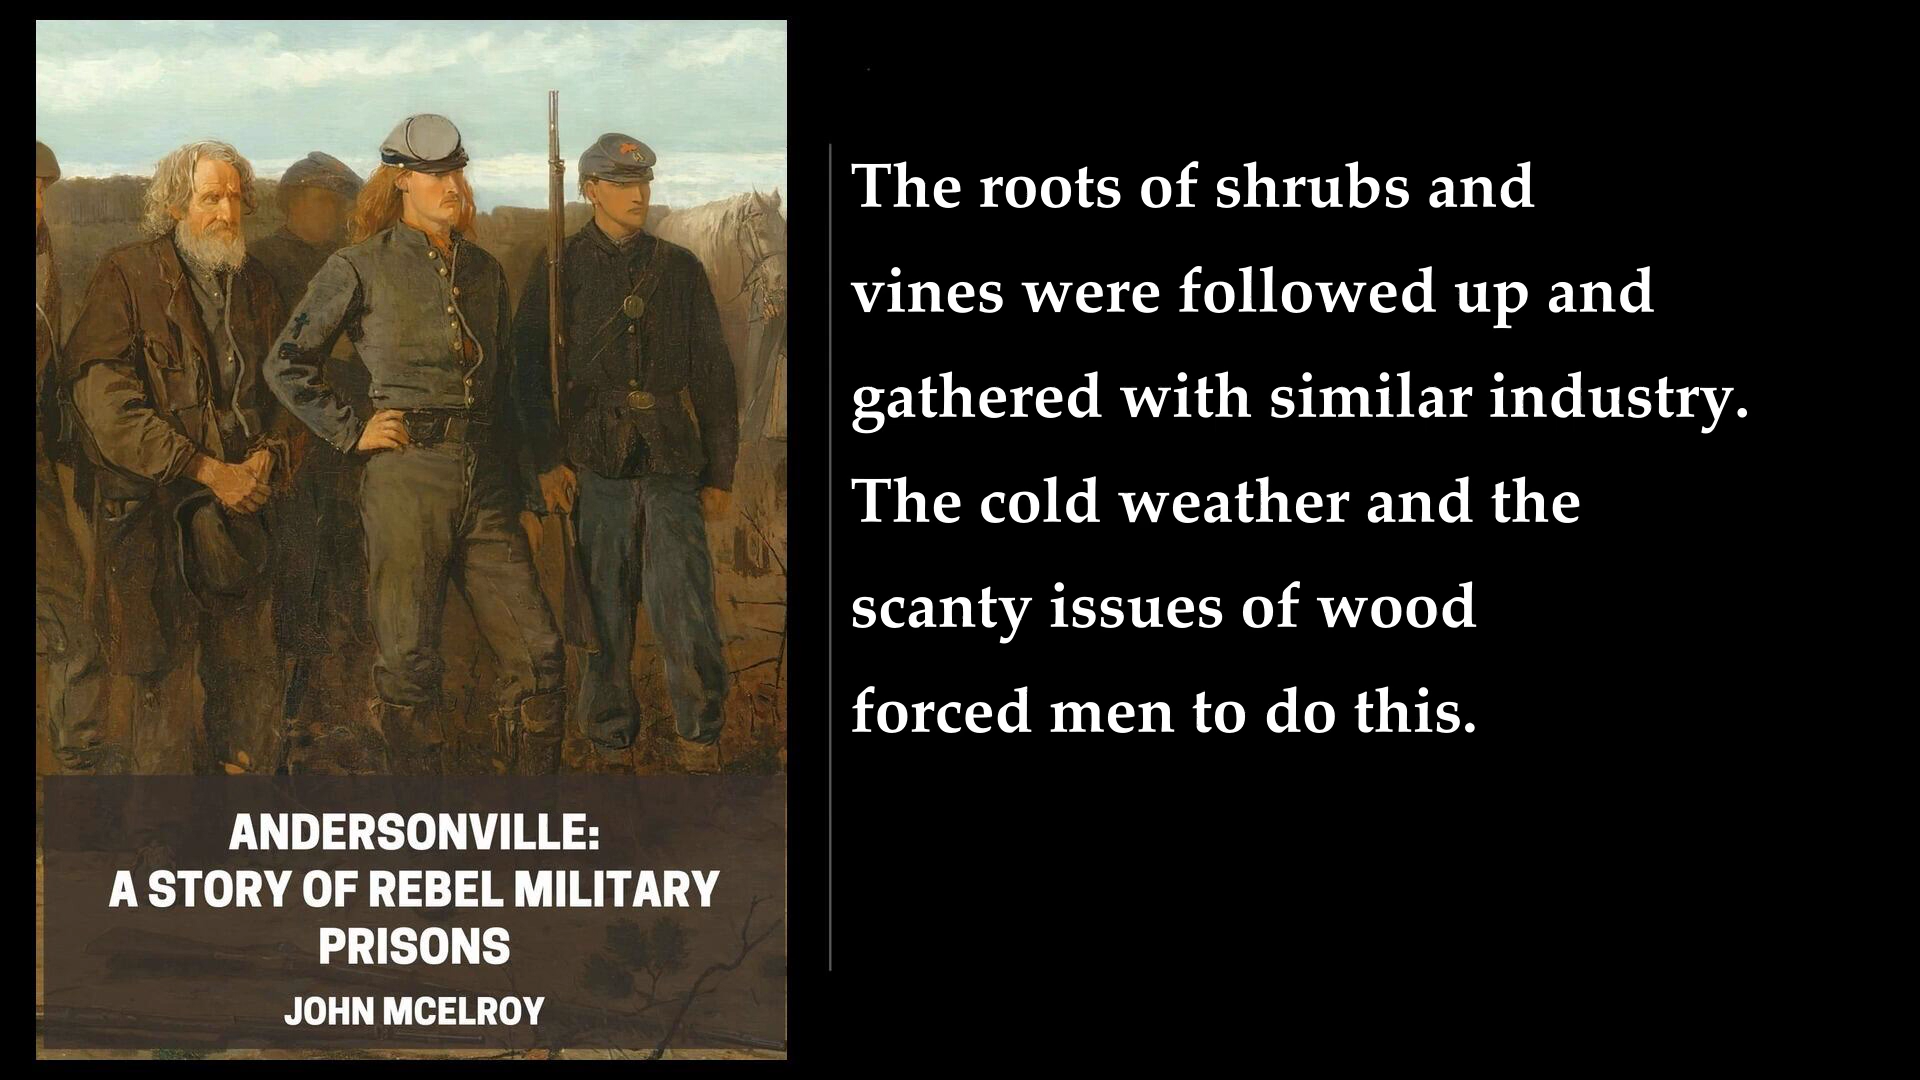 ANDERSONVILLE:
A STORY OF REBEL MILITARY
PRISONS
JOHN MCELROY
The roots of shrubs and
vines were followed up and
gathered with similar industry.
The cold weather and the
scanty issues of wood
forced men to do this.